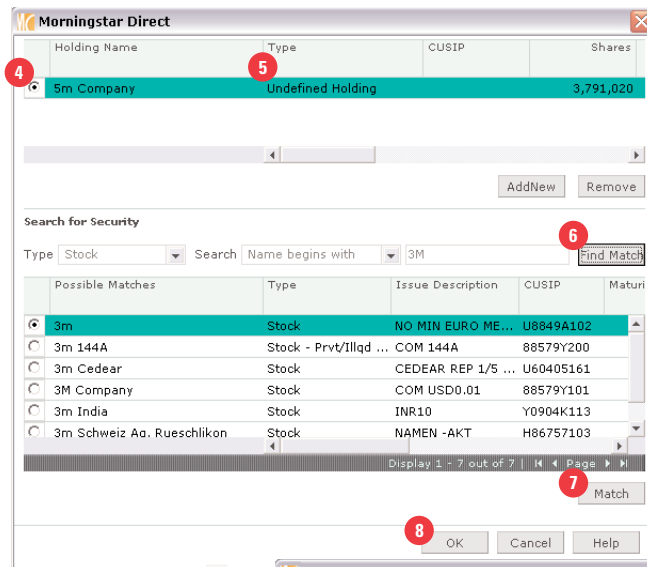 Morningstar Direct
Holding Name Type CUSIP Shares
4 5
5m Company Undefined Holding 3,791,020
AddNew Remove
Search for Security
6
Type Stock Search Name begins with 3M Find Match
Possible Matches Type Issue Description CUSIP Maturi
3m Stock NO MIN EURO ME... U8849A102
3m 144A Stock - Prvt/Illqd ... COM 144A 88579Y200
3m Cedear Stock CEDEAR REP 1/5 ... U60405161
3M Company Stock COM USD0.01 88579Y101
3m India Stock INR10 Y0904K113
3m Schweiz Ag. Rueschlikon Stock NAMEN -AKT H86757103
Display 1 - 7 out of 7 | Page
7
Match
8
OK Cancel Help